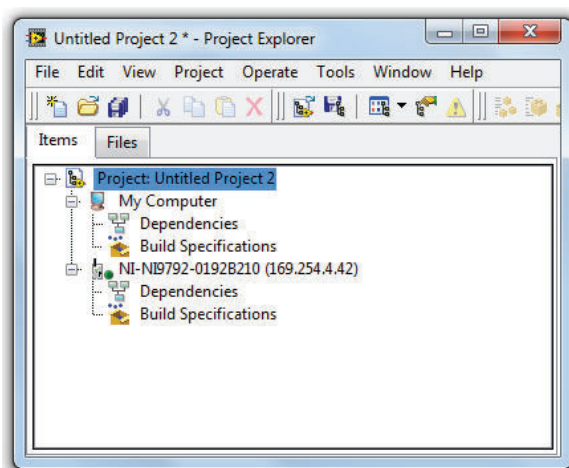 Untitled Project 2 * - Project Explorer
File Edit View Project Operate Tools Window Help
Items Files
Project: Untitled Project 2
My Computer
Dependencies
Build Specifications
NI-NI9792-0192B210 (169.254.4.42)
Dependencies
Build Specifications